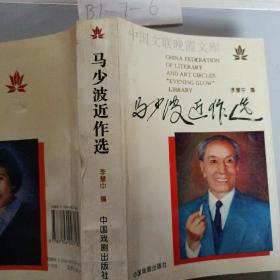 B1-7-6
中国文联晚霞文库
CHINA FEDERATION
OF LITERARY
AND ART CIRCLES
"EVENING GLOW"
LIBRARY
李慧中 编
马少波近作选
中国戏剧出版社
马少波近作选
李慧中 编
中国戏剧出版社